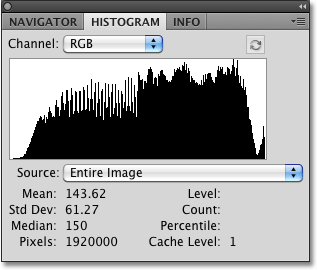 NAVIGATOR HISTOGRAM INFO
Channel: RGB
Source: Entire Image
Mean: 143.62 Level:
Std Dev: 61.27 Count:
Median: 150 Percentile:
Pixels: 1920000 Cache Level: 1